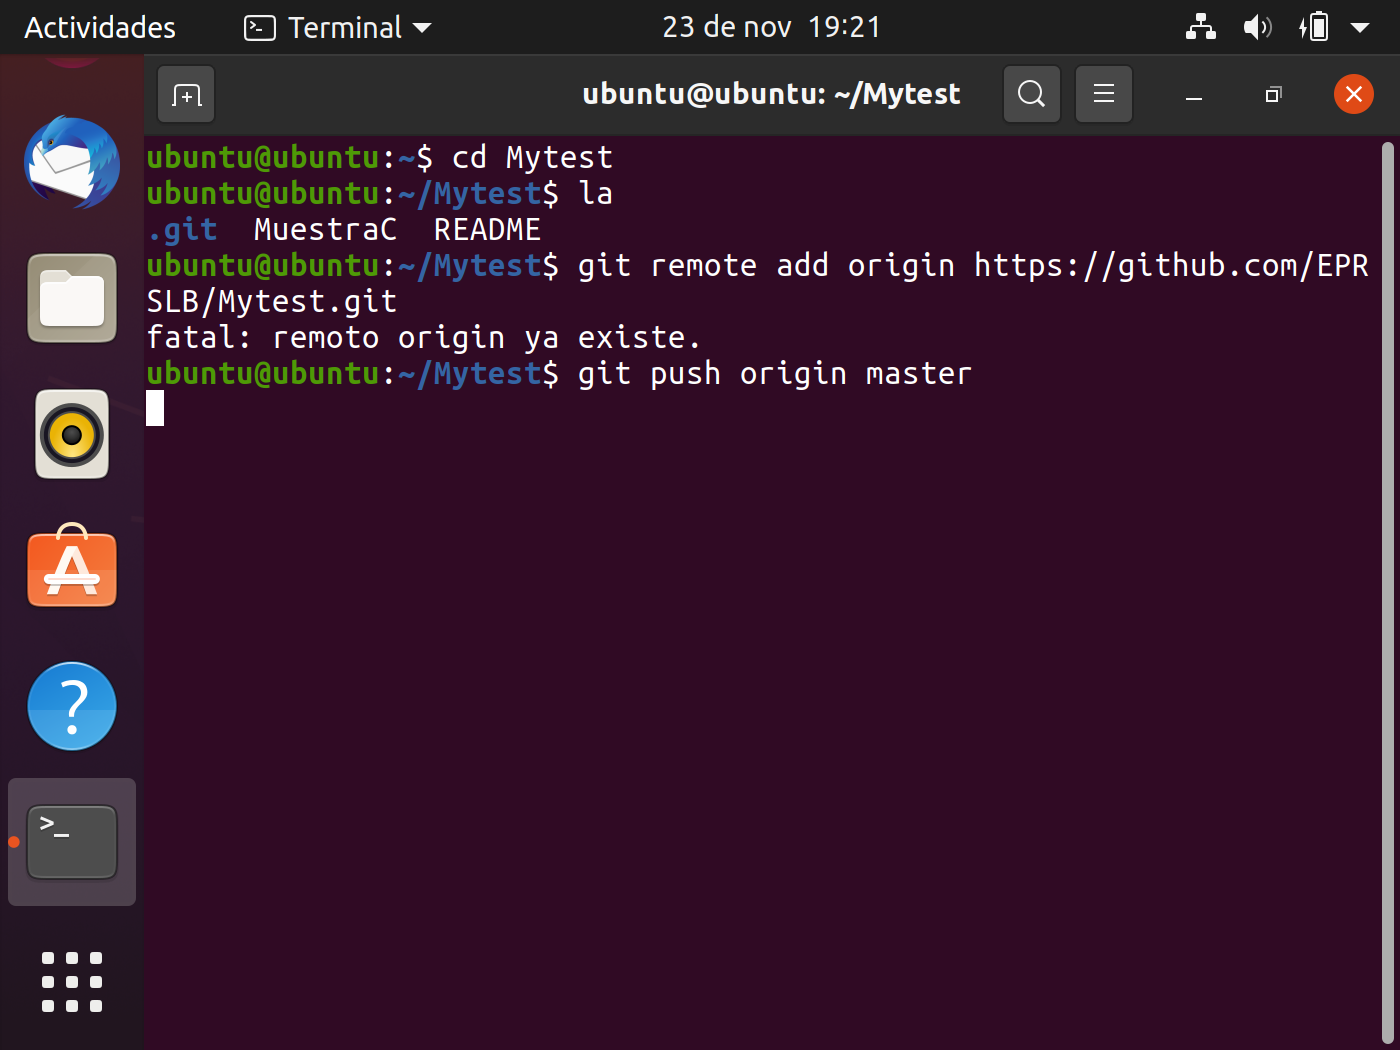 Actividades Terminal 23 de nov 19:21
ubuntu@ubuntu: ~/Mytest
ubuntu@ubuntu:~$ cd Mytest
ubuntu@ubuntu:~/Mytest$ la
.git MuestraC README
ubuntu@ubuntu:~/Mytest$ git remote add origin https://github.com/EPR
SLB/Mytest.git
fatal: remoto origin ya existe.
ubuntu@ubuntu:~/Mytest$ git push origin master